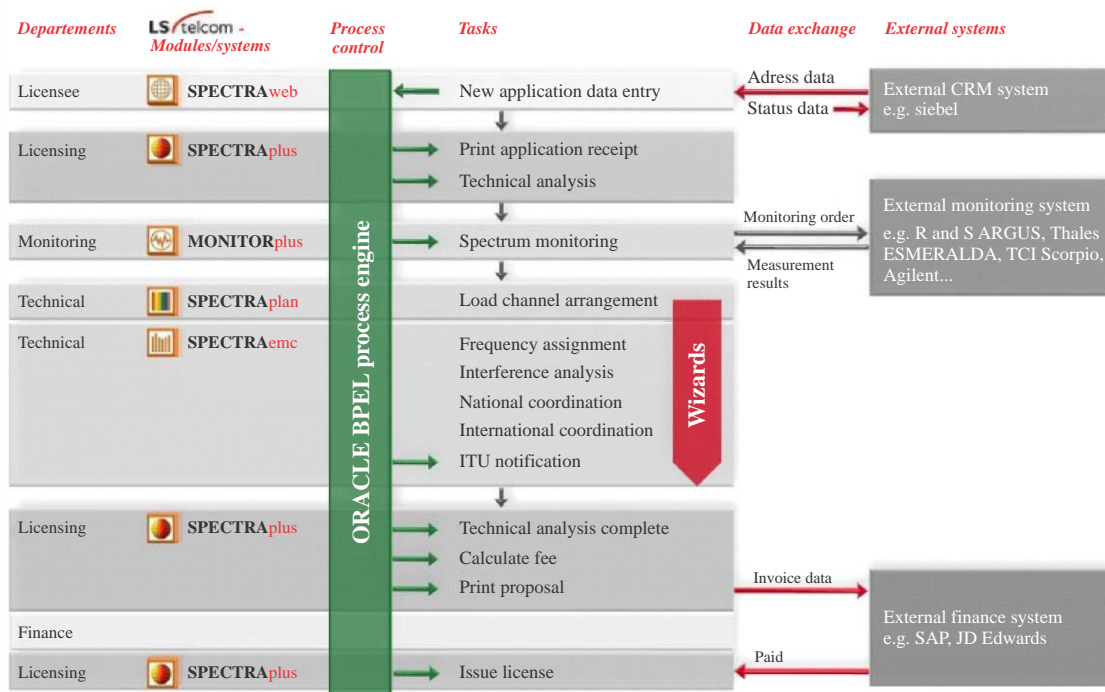 Departements
LS telcom -
Modules/systems
Process
control
Tasks
Data exchange
External systems
Licensee
SPECTRAweb
New application data entry
Adress data
Status data
External CRM system
e.g. siebel
Licensing
SPECTRAplus
Print application receipt
Technical analysis
Monitoring
MONITORplus
Spectrum monitoring
Monitoring order
Measurement
results
External monitoring system
e.g. R and S ARGUS, Thales
ESMERALDA, TCI Scorpio,
Agilent...
Technical
SPECTRAplan
Load channel arrangement
Technical
SPECTRAemc
Frequency assignment
Interference analysis
National coordination
International coordination
ITU notification
Wizards
ORACLE BPEL process engine
Licensing
SPECTRAplus
Technical analysis complete
Calculate fee
Print proposal
Invoice data
External finance system
e.g. SAP, JD Edwards
Finance
Licensing
SPECTRAplus
Issue license
Paid